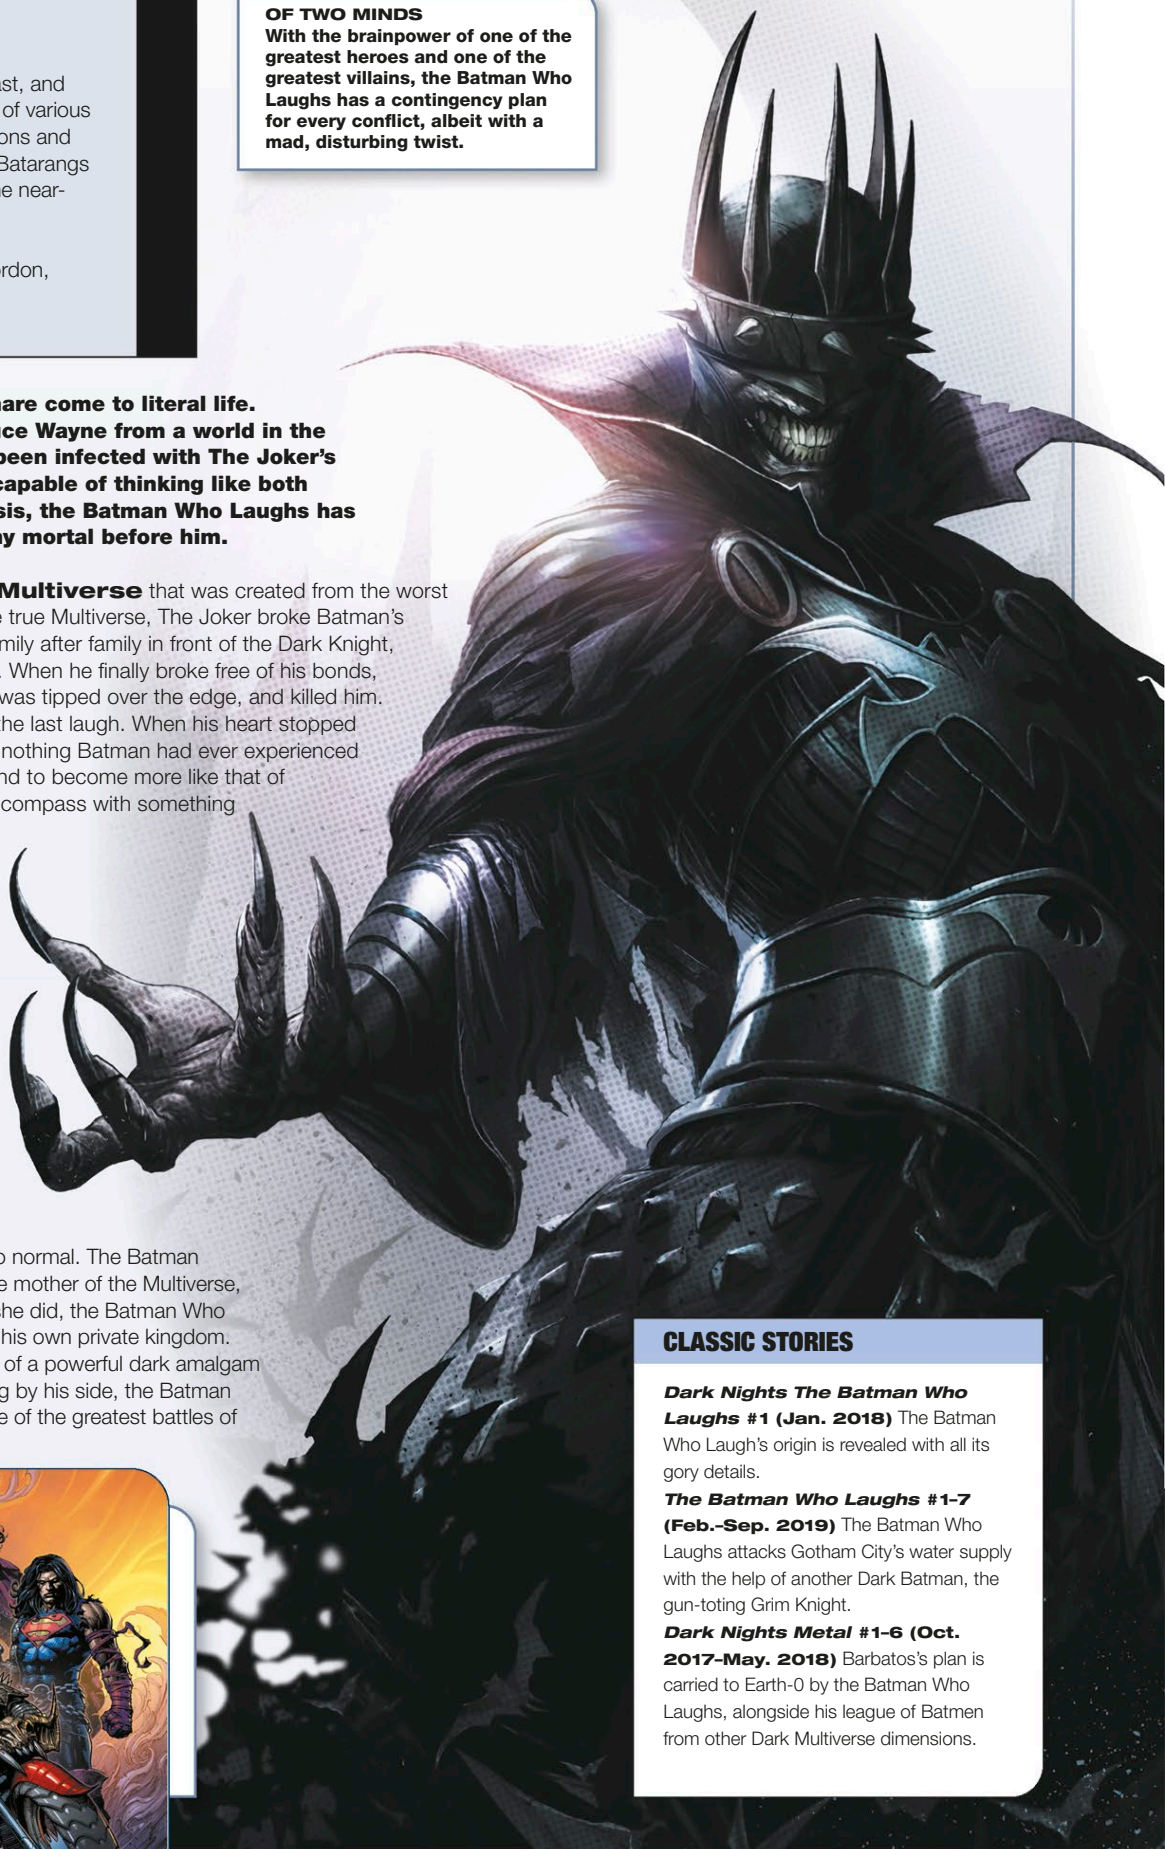 OF TWO MINDS
With the brainpower of one of the
greatest heroes and one of the
greatest villains, the Batman Who
Laughs has a contingency plan
for every conflict, albeit with a
mad, disturbing twist.
and
of various
and
Batarangs
near-
come to literal life.
Wayne from a world in the
been infected with The Joker's
capable of thinking like both
the Batman Who Laughs has
mortal before him.
Multiverse that was created from the worst
true Multiverse, The Joker broke Batman's
after family in front of the Dark Knight,
. When he finally broke free of his bonds,
was tipped over the edge, and killed him.
the last laugh. When his heart stopped
nothing Batman had ever experienced
to become more like that of
compass with something
normal. The Batman
mother of the Multiverse,
she did, the Batman Who
his own private kingdom.
of a powerful dark amalgam
by his side, the Batman
of the greatest battles of
CLASSIC STORIES
Dark Nights The Batman Who
Laughs #1 (Jan. 2018) The Batman
Who Laugh's origin is revealed with all its
gory details.
The Batman Who Laughs #1–7
(Feb.–Sep. 2019) The Batman Who
Laughs attacks Gotham City's water supply
with the help of another Dark Batman, the
gun-toting Grim Knight.
Dark Nights Metal #1–6 (Oct.
2017–May. 2018) Barbatos's plan is
carried to Earth-0 by the Batman Who
Laughs, alongside his league of Batmen
from other Dark Multiverse dimensions.